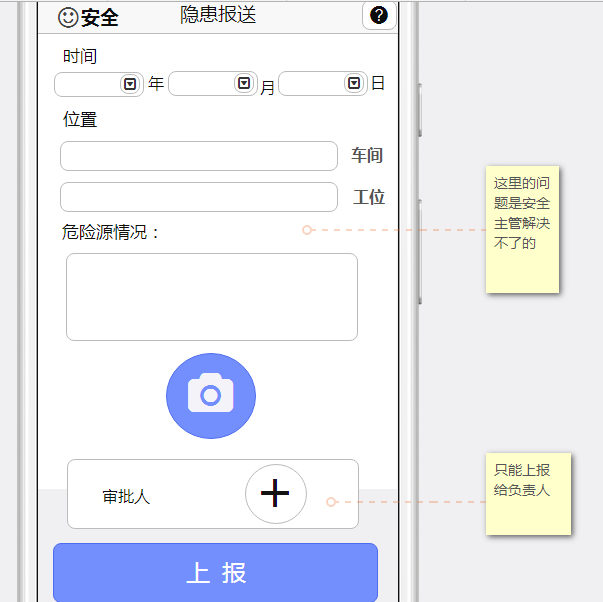 安全 隐患报送 ?
时间
年 月 日
位置
车间
工位
危险源情况：
这里的问
题是安全
主管解决
不了的
审批人
只能上报
给负责人
上 报